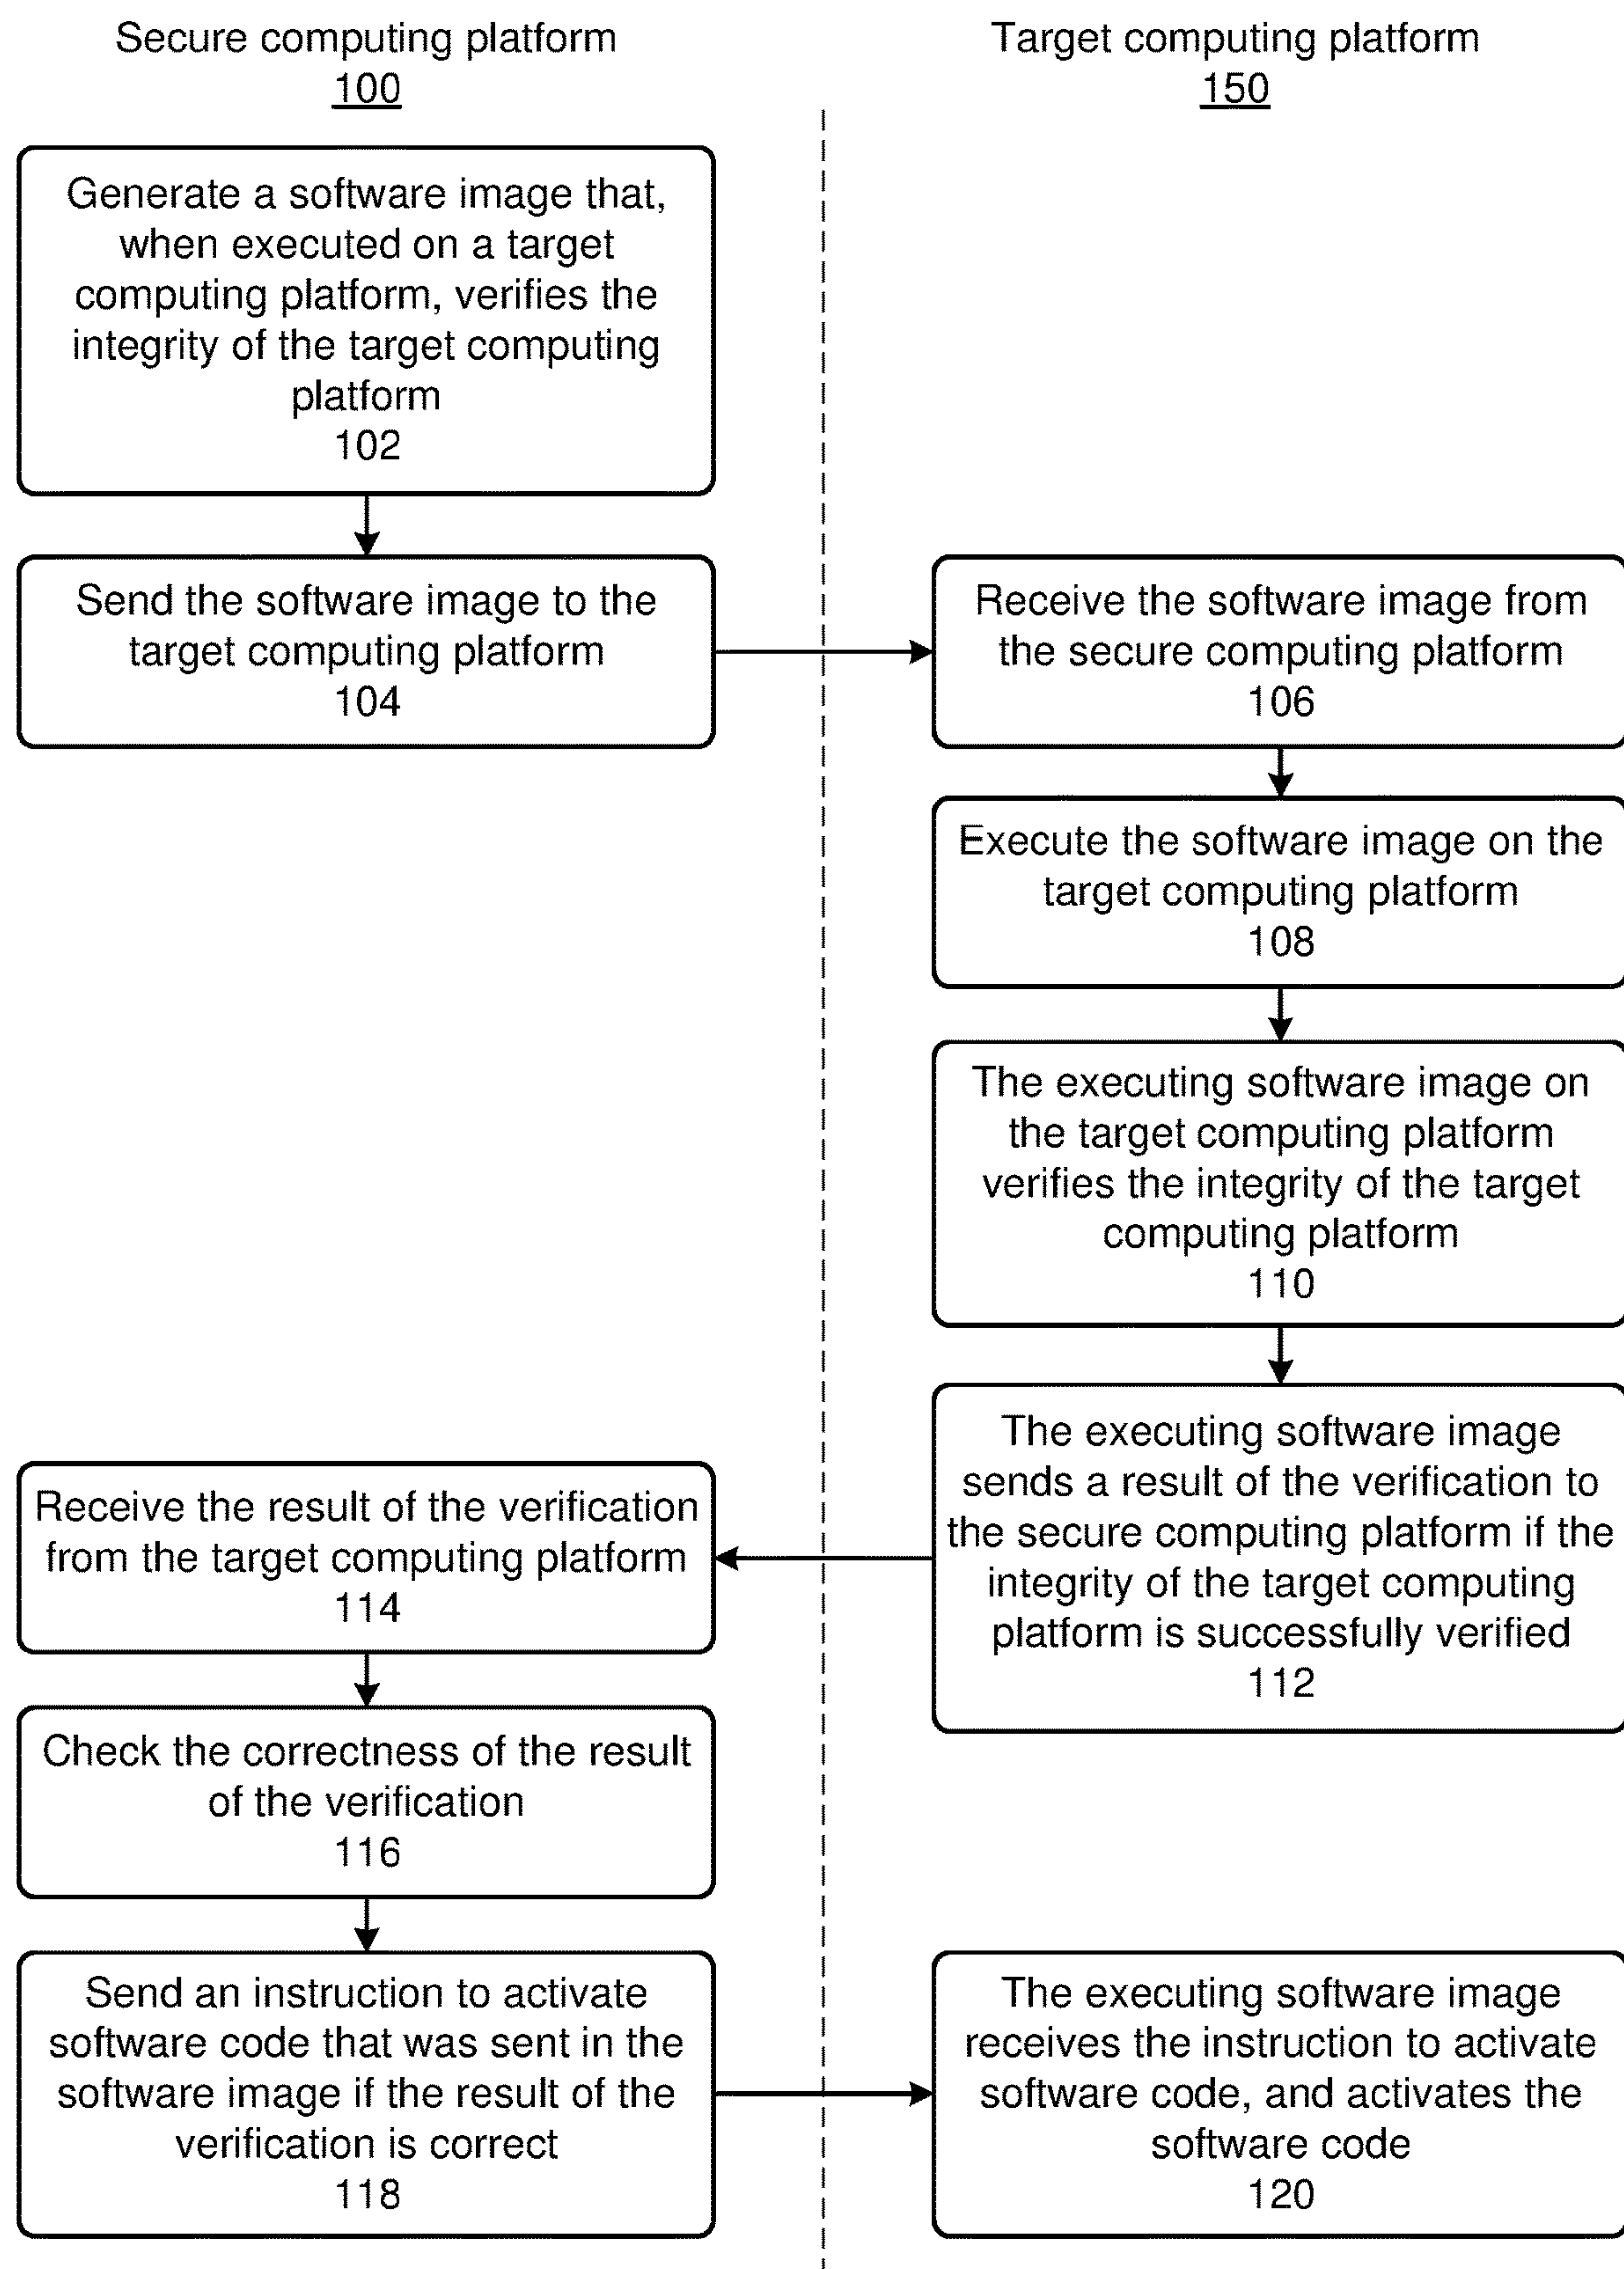 Secure computing platform
100
Target computing platform
150
Generate a software image that,
when executed on a target
computing platform, verifies the
integrity of the target computing
platform
102
Send the software image to the
target computing platform
104
Receive the software image from
the secure computing platform
106
Execute the software image on the
target computing platform
108
The executing software image on
the target computing platform
verifies the integrity of the target
computing platform
110
The executing software image
sends a result of the verification to
the secure computing platform if the
integrity of the target computing
platform is successfully verified
112
Receive the result of the verification
from the target computing platform
114
Check the correctness of the result
of the verification
116
Send an instruction to activate
software code that was sent in the
software image if the result of the
verification is correct
118
The executing software image
receives the instruction to activate
software code, and activates the
software code
120